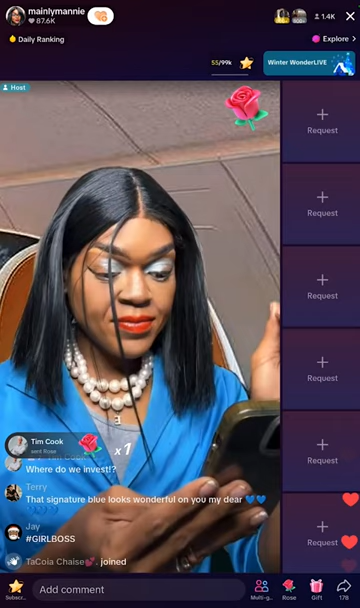 mainlymannie
87.6K
1.4K
Daily Ranking
Explore >
55/99k
Winter WonderLIVE
Host
+
Request
+
Request
+
Request
+
Request
+
Request
+
Request
Tim Cook
sent Rose
x1
Where do we invest!?
Terry
That signature blue looks wonderful on you my dear 💙💙
Jay
#GIRLBOSS
TaCoia Chaise💕. joined
Subscr...
Add comment
Multi-g...
Rose
Gift
178